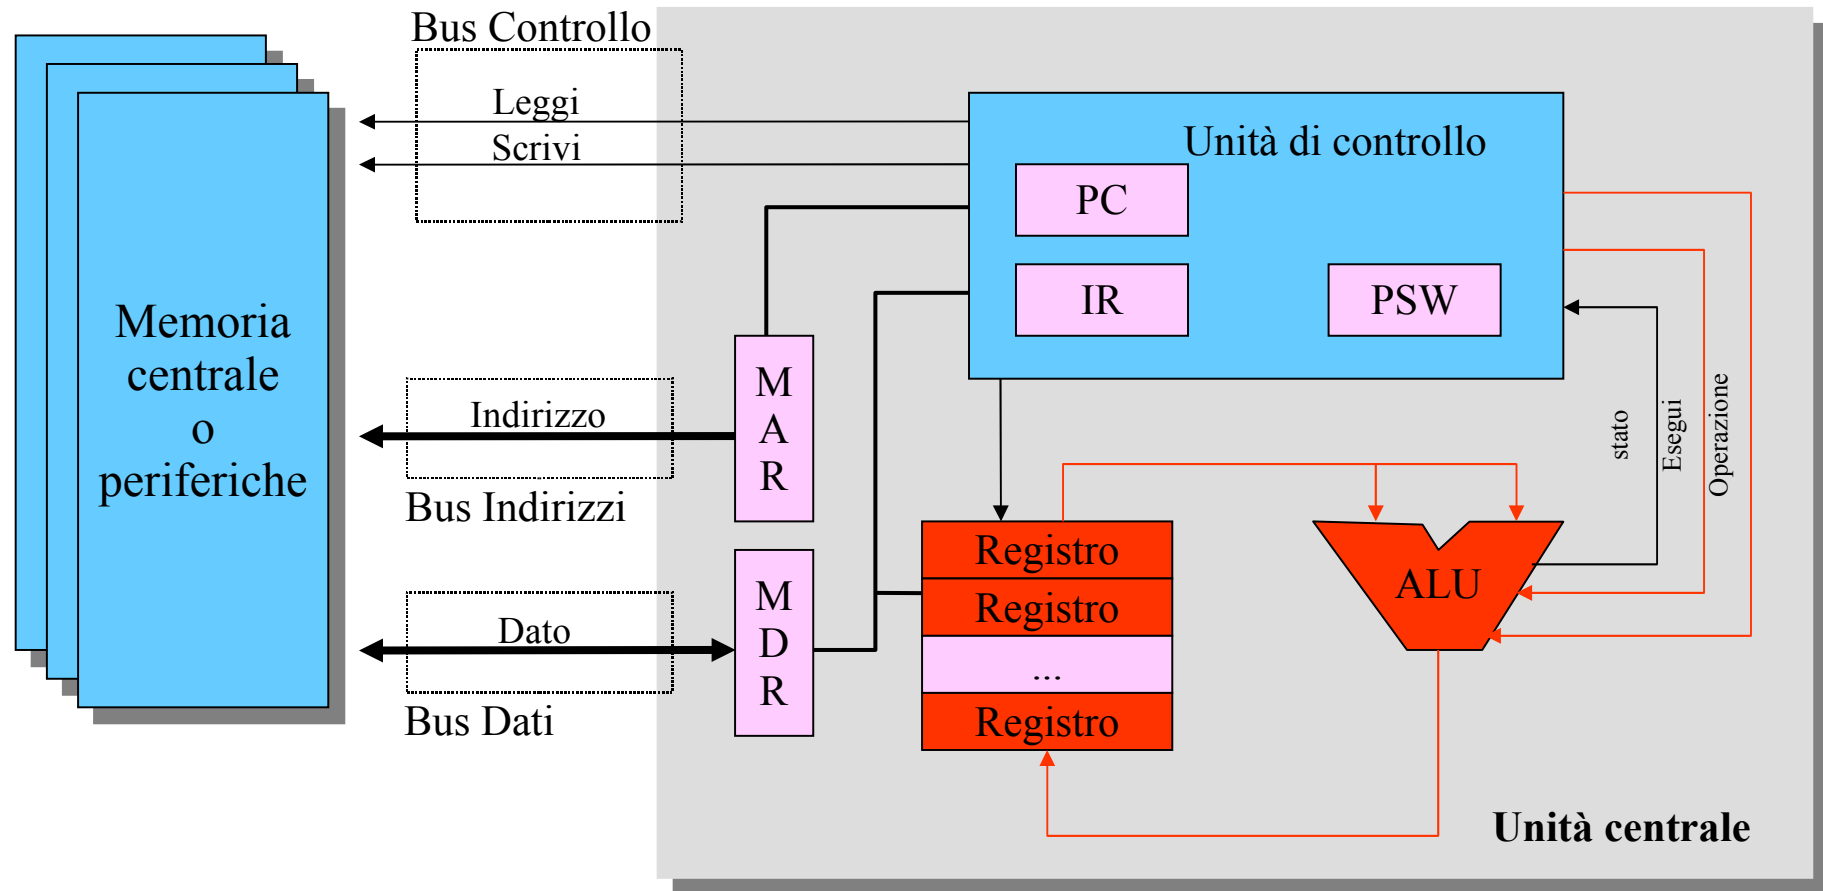 Bus Controllo
Leggi
Scrivi
Unità di controllo
PC
IR
PSW
Memoria
centrale
o
periferiche
Indirizzo
Bus Indirizzi
M
A
R
stato
Esegui
Operazione
Registro
Registro
...
Registro
ALU
M
D
R
Dato
Bus Dati
Unità centrale